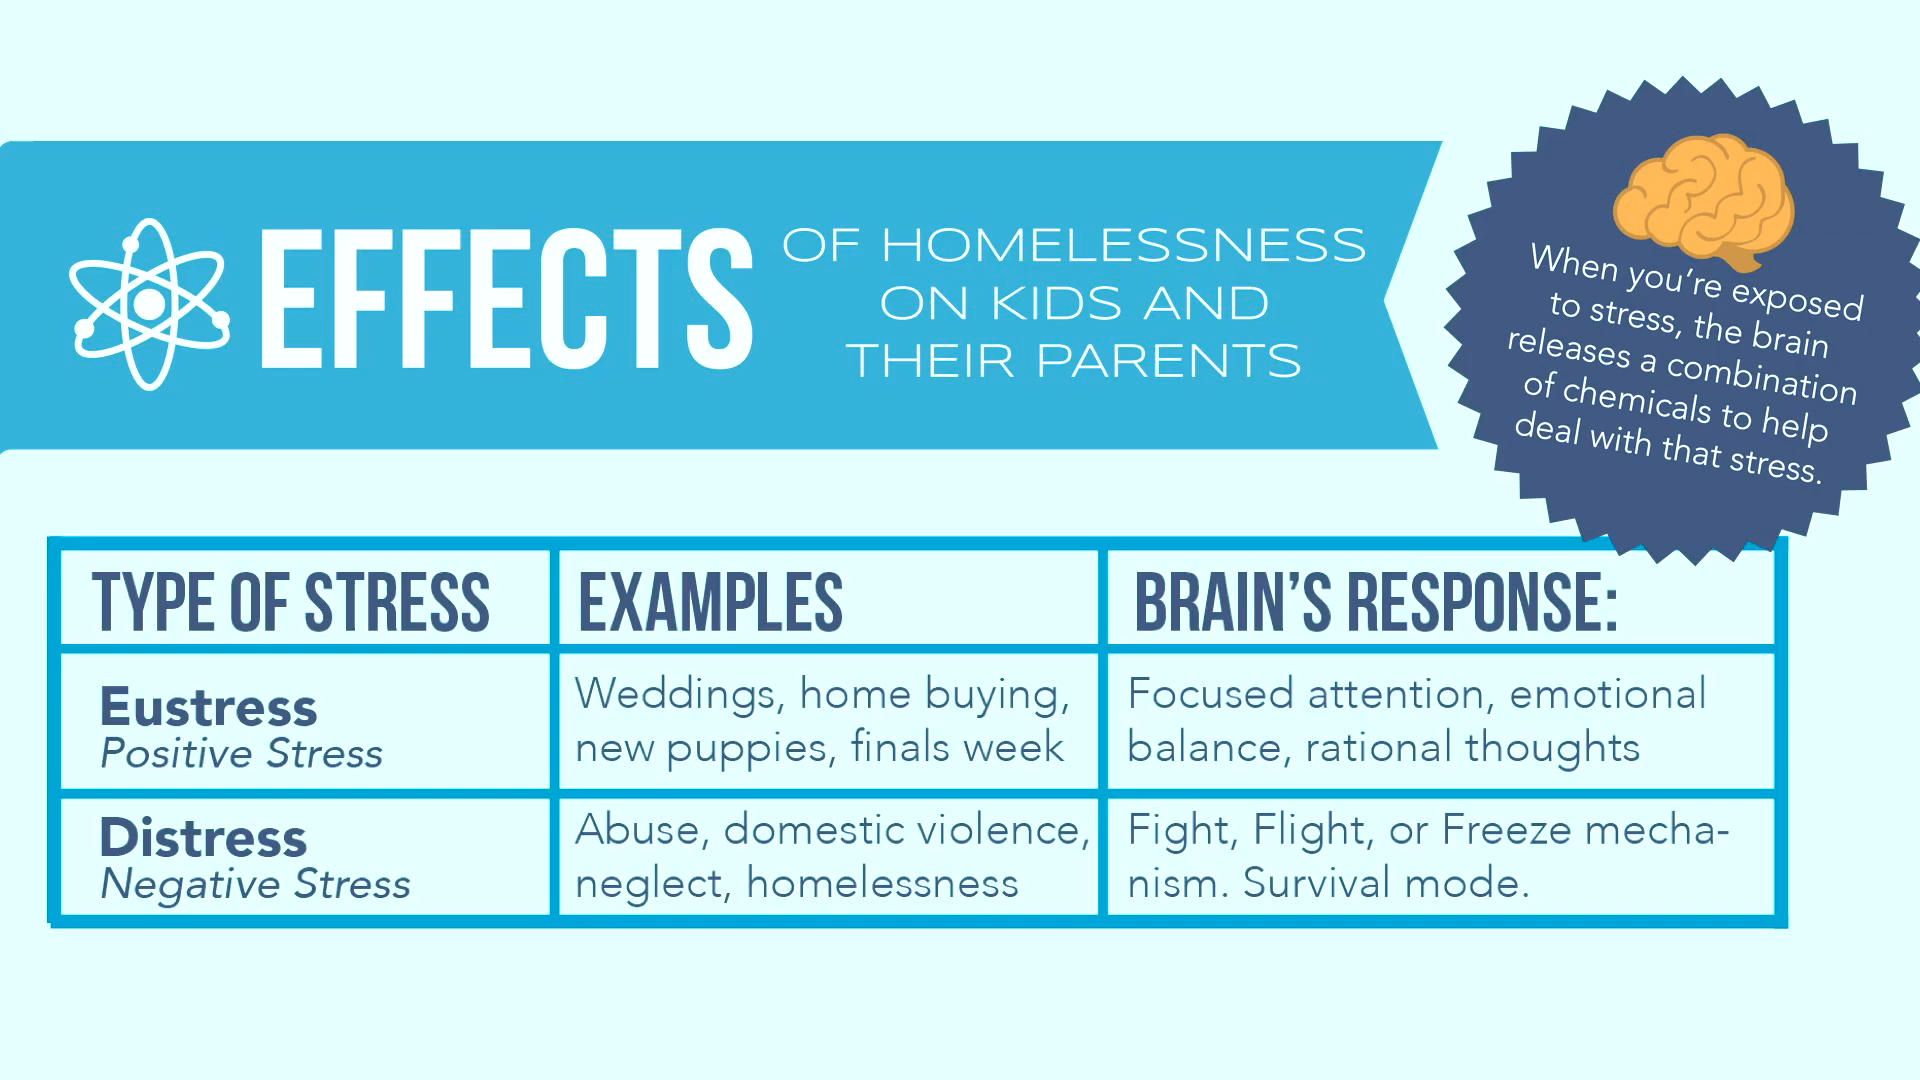 EFFECTS
OF HOMELESSNESS
ON KIDS AND
THEIR PARENTS
When you're exposed
to stress, the brain
releases a combination
of chemicals to help
deal with that stress.
TYPE OF STRESS
EXAMPLES
BRAIN'S RESPONSE:
Eustress
Positive Stress
Weddings, home buying,
new puppies, finals week
Focused attention, emotional
balance, rational thoughts
Distress
Negative Stress
Abuse, domestic violence,
neglect, homelessness
Fight, Flight, or Freeze mecha-
nism. Survival mode.